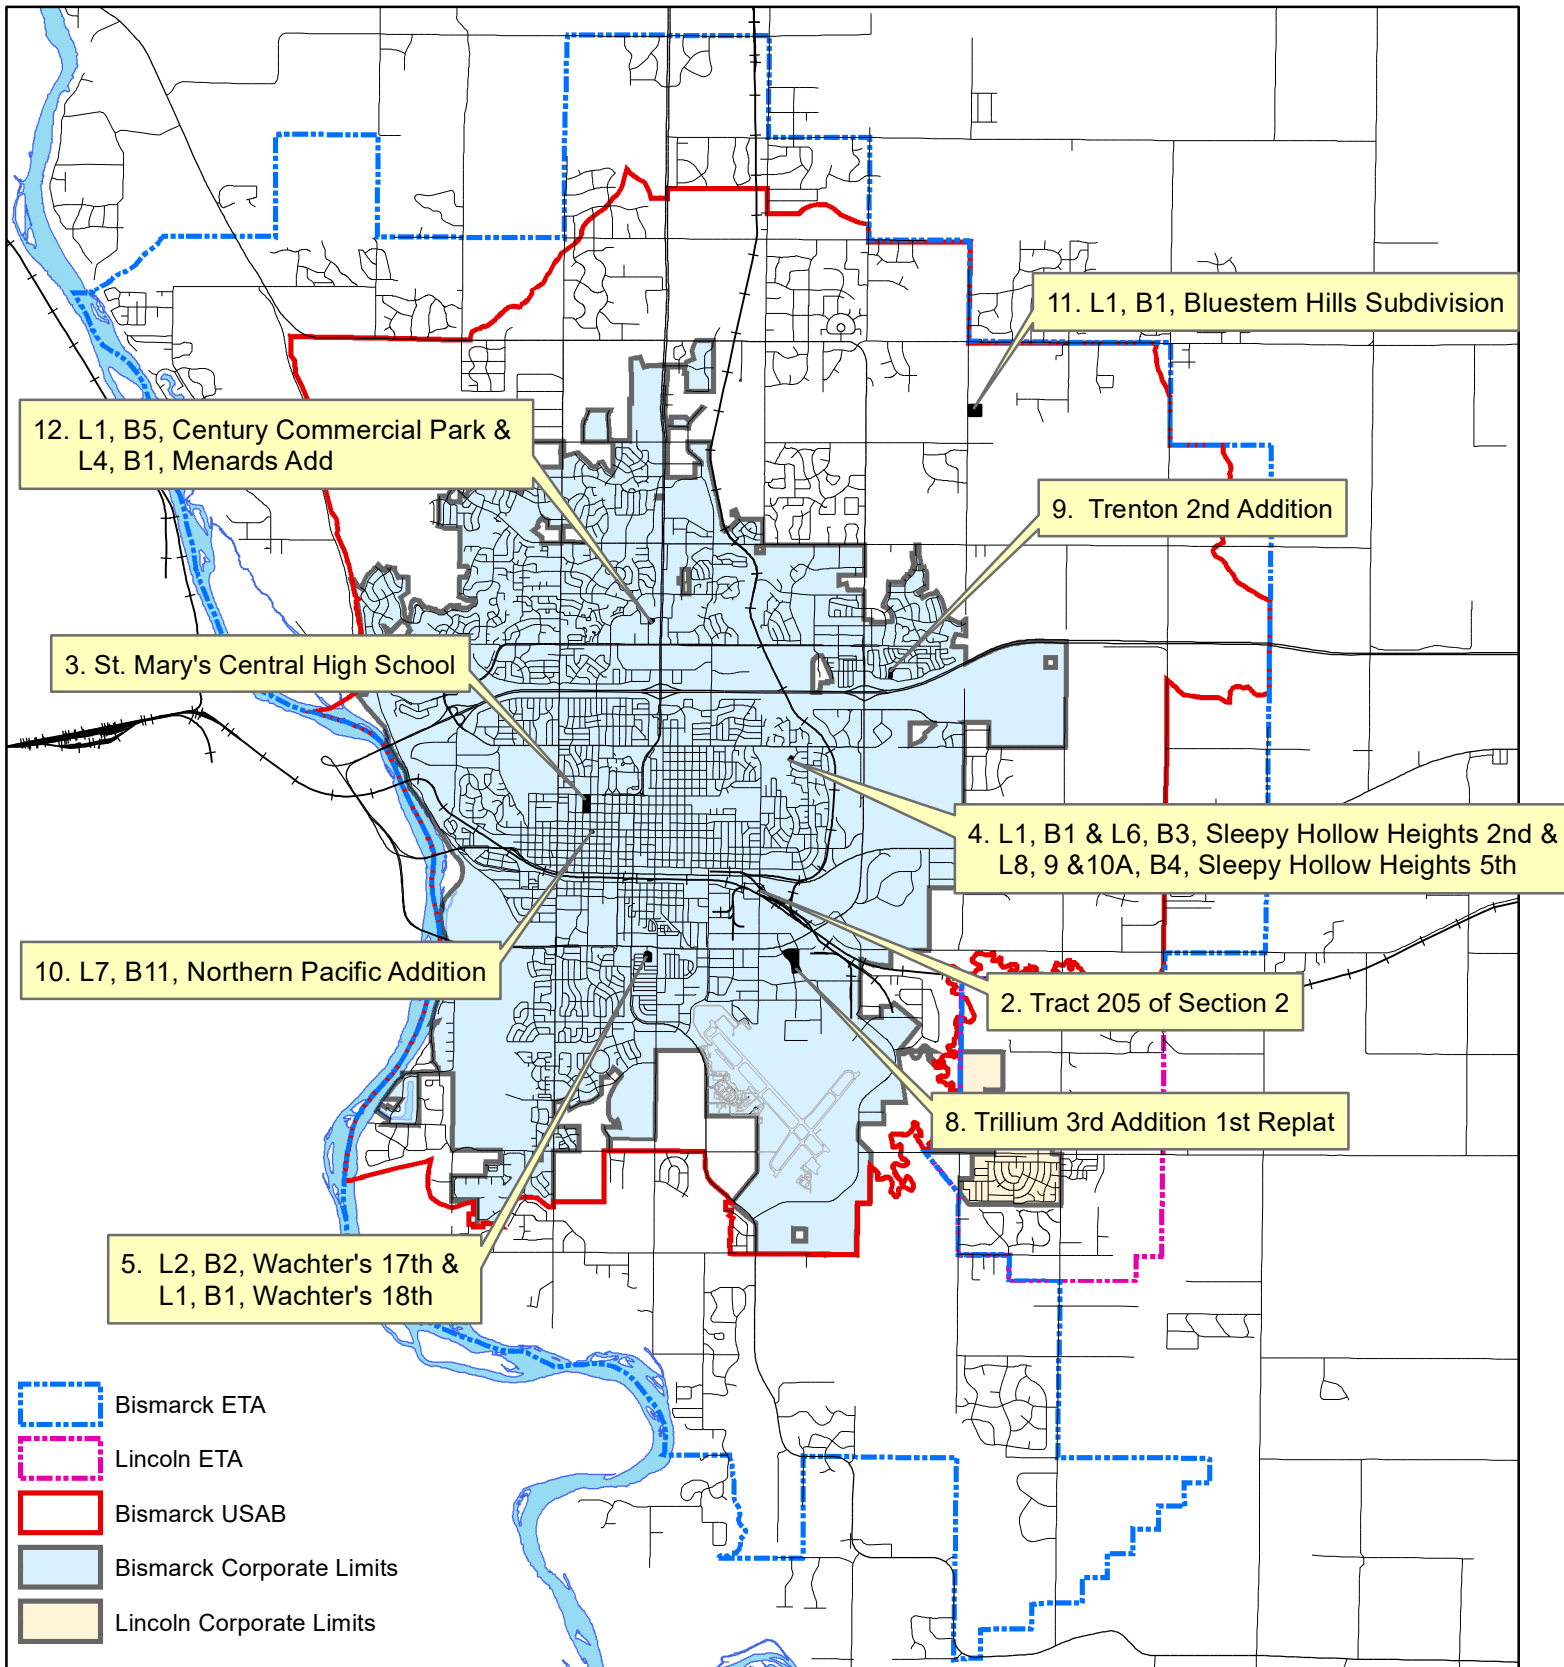 11. L1, B1, Bluestem Hills Subdivision
12. L1, B5, Century Commercial Park &
L4, B1, Menards Add
9. Trenton 2nd Addition
3. St. Mary's Central High School
4. L1, B1 & L6, B3, Sleepy Hollow Heights 2nd &
L8, 9 &10A, B4, Sleepy Hollow Heights 5th
10. L7, B11, Northern Pacific Addition
2. Tract 205 of Section 2
8. Trillium 3rd Addition 1st Replat
5. L2, B2, Wachter's 17th &
L1, B1, Wachter's 18th
Bismarck ETA
Lincoln ETA
Bismarck USAB
Bismarck Corporate Limits
Lincoln Corporate Limits